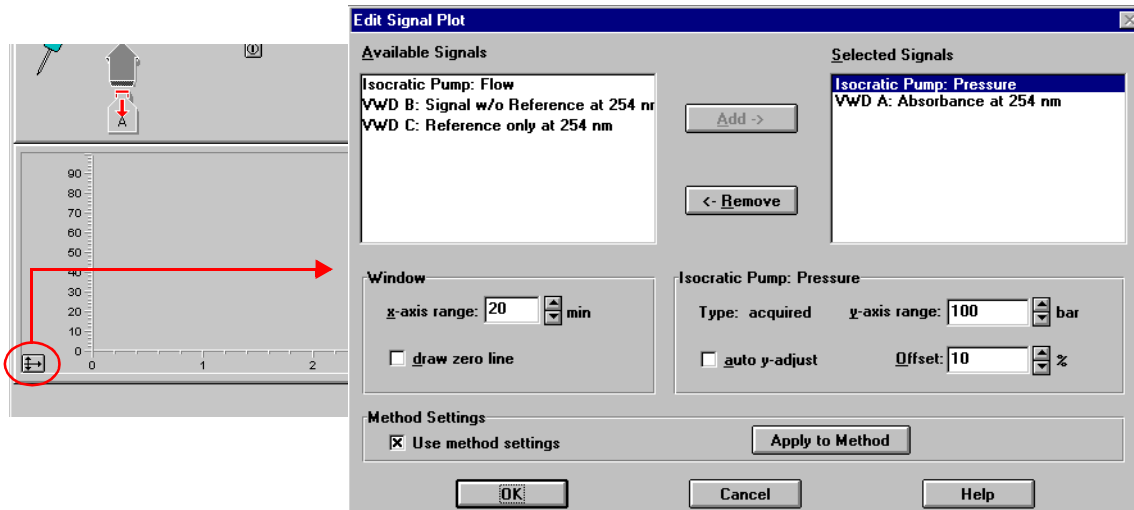 Edit Signal Plot
A
90
80
70
60
50
40
30
20
10
0
0 1 2
Available Signals
Isocratic Pump: Flow
VWD B: Signal w/o Reference at 254 nr
VWD C: Reference only at 254 nm
Add ->
<- Remove
Selected Signals
Isocratic Pump: Pressure
VWD A: Absorbance at 254 nm
Window
x-axis range: 20 min
draw zero line
Isocratic Pump: Pressure
Type: acquired y-axis range: 100 bar
auto y-adjust Offset: 10 %
Method Settings
Use method settings Apply to Method
OK Cancel Help